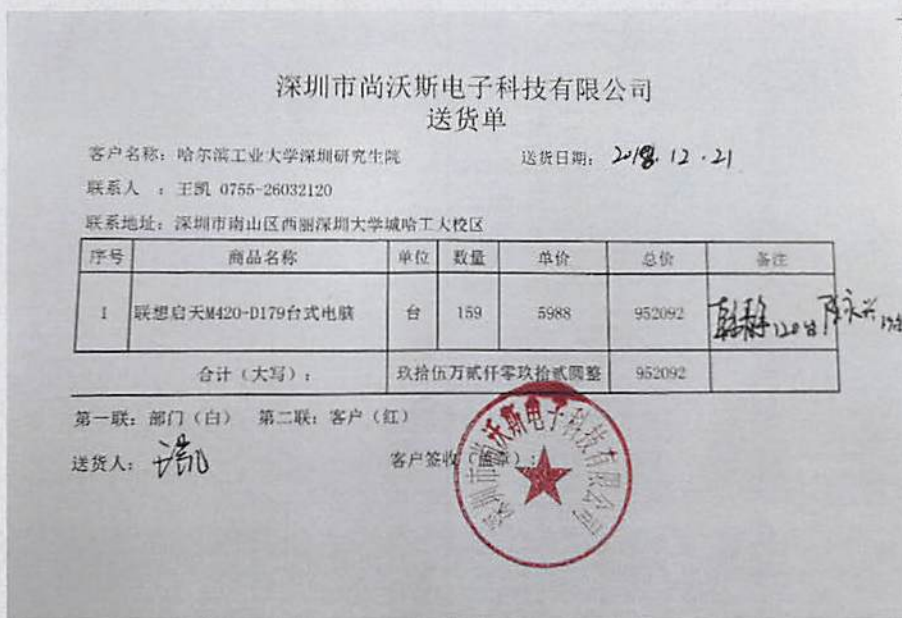 深圳市尚沃斯电子科技有限公司
送货单
客户名称：哈尔滨工业大学深圳研究生院 送货日期：2018.12.21
联系人 ：王凯 0755-26032120
联系地址：深圳市南山区西丽深圳大学城哈工大校区
序号 商品名称 单位 数量 单价 总价 备注
1 联想启天M420-D179台式电脑 台 159 5988 952092 韩静 120台
合计（大写）： 玖拾伍万贰仟零玖拾贰圆整 952092
第一联：部门（白） 第二联：客户（红）
送货人： 客户签收（盖章）：
深圳市尚沃斯电子科技有限公司